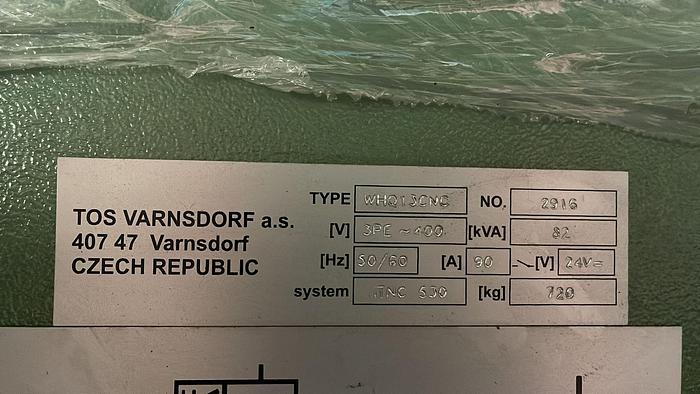 TOS VARNSDORF a.s.
407 47 Varnsdorf
CZECH REPUBLIC
TYPE WHQ13CNC NO. 2916
[V] 3PE ~400 [kVA] 82
[Hz] 50/60 [A] 90 [V] 24V=
system TNC 530 [kg] 720